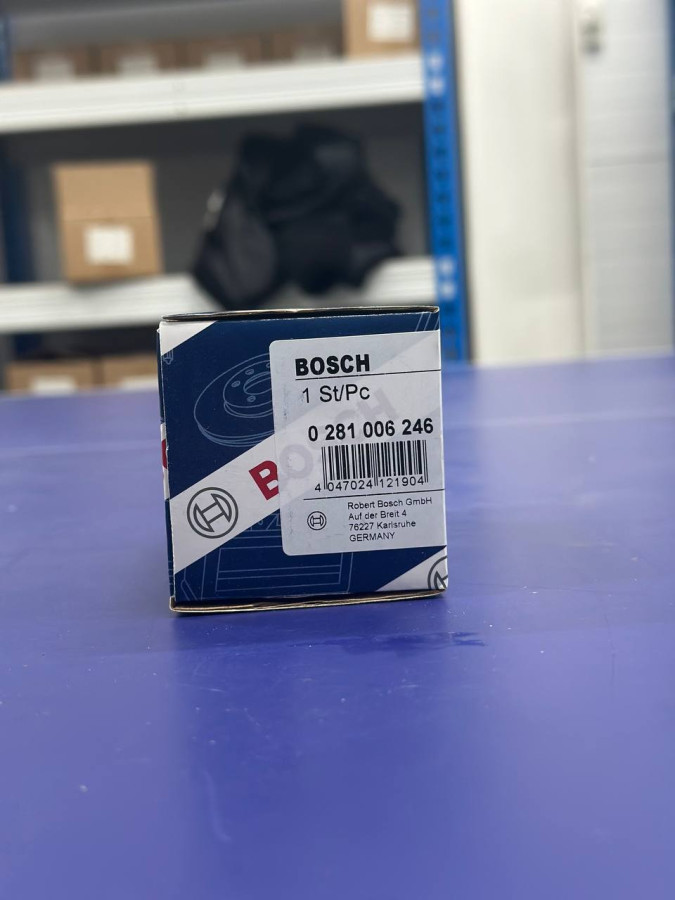 BOSCH
1 St/Pc
0 281 006 246
4 047024 121904
Robert Bosch GmbH
Auf der Breit 4
76227 Karlsruhe
GERMANY
BOSCH